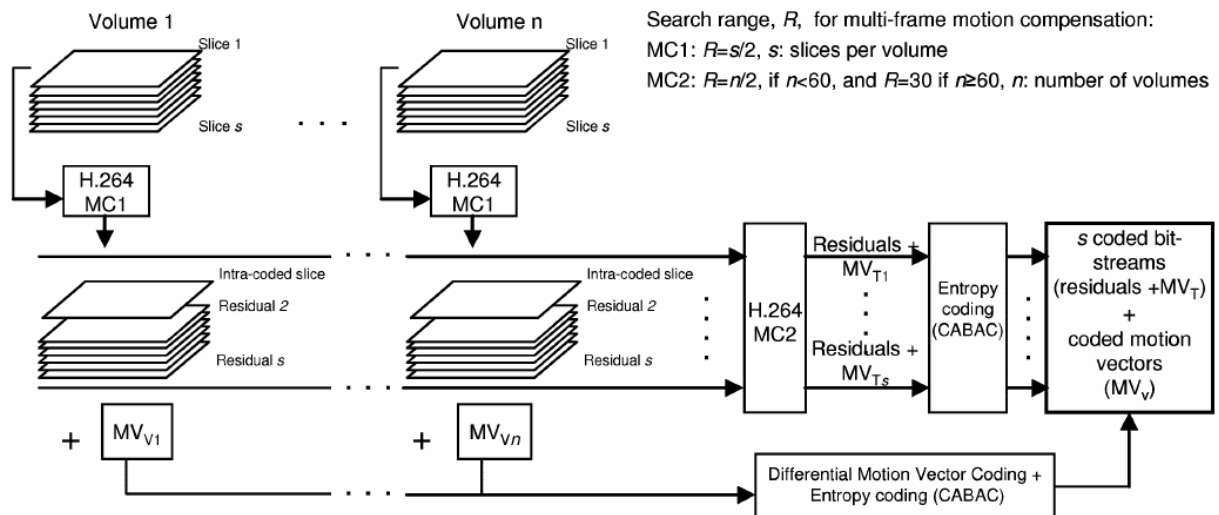 Volume 1
Volume n
Search range, R, for multi-frame motion compensation:
MC1: R=s/2, s: slices per volume
MC2: R=n/2, if n<60, and R=30 if n≥60, n: number of volumes
Slice 1
Slice s
. . .
Slice 1
Slice s
H.264
MC1
H.264
MC1
Intra-coded slice
Residual 2
Residual s
Intra-coded slice
Residual 2
Residual s
H.264
MC2
Residuals +
MVT1
Residuals +
MVTs
Entropy
coding
(CABAC)
s coded bit-
streams
(residuals +MVT)
+
coded motion
vectors
(MVv)
+
MVV1
+
MVVn
Differential Motion Vector Coding +
Entropy coding (CABAC)